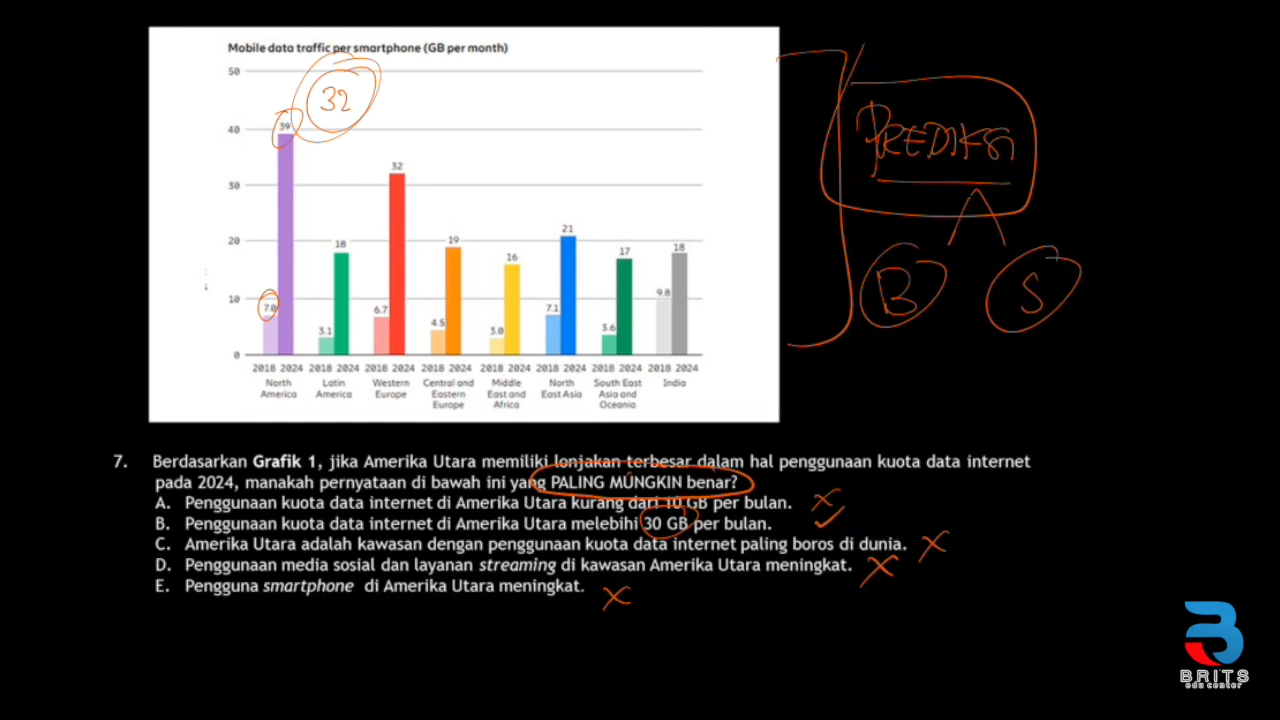 Mobile data traffic per smartphone (GB per month)
50
32
40
39
PREDIKSI
32
30
20
18
19
16
21
17
18
B
S
10
7.0
3.1
6.7
4.5
3.0
7.1
3.6
9.8
0
2018 2024 2018 2024 2018 2024 2018 2024 2018 2024 2018 2024 2018 2024 2018 2024
North America
Latin America
Western Europe
Central and Eastern Europe
Middle East and Africa
North East Asia
South East Asia and Oceania
India
7. Berdasarkan Grafik 1, jika Amerika Utara memiliki lonjakan terbesar dalam hal penggunaan kuota data internet
pada 2024, manakah pernyataan di bawah ini yang PALING MUNGKIN benar?
A. Penggunaan kuota data internet di Amerika Utara kurang dari 10 GB per bulan.
B. Penggunaan kuota data internet di Amerika Utara melebihi 30 GB per bulan.
C. Amerika Utara adalah kawasan dengan penggunaan kuota data internet paling boros di dunia.
D. Penggunaan media sosial dan layanan streaming di kawasan Amerika Utara meningkat.
E. Pengguna smartphone di Amerika Utara meningkat.
BRITS
edu center